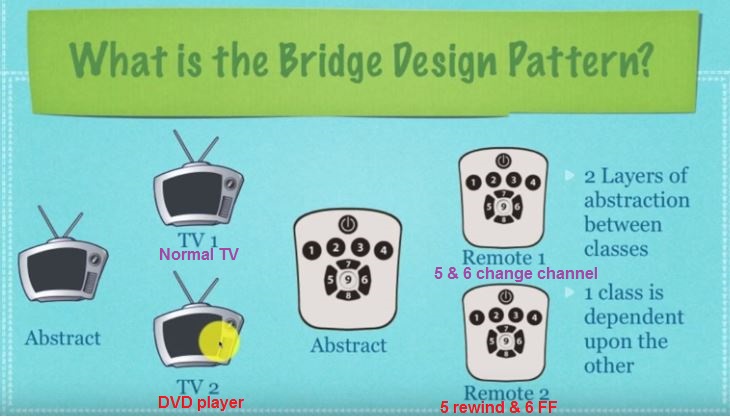 What is the Bridge Design Pattern?
Abstract
TV 1
Normal TV
TV 2
DVD player
1 2 3 4
7
5 9 6
8
Abstract
1 2 3 4
7
5 9 6
8
Remote 1
5 & 6 change channel
1 2 3 4
7
5 9 6
8
Remote 2
5 rewind & 6 FF
2 Layers of
abstraction
between
classes
1 class is
dependent
upon the
other